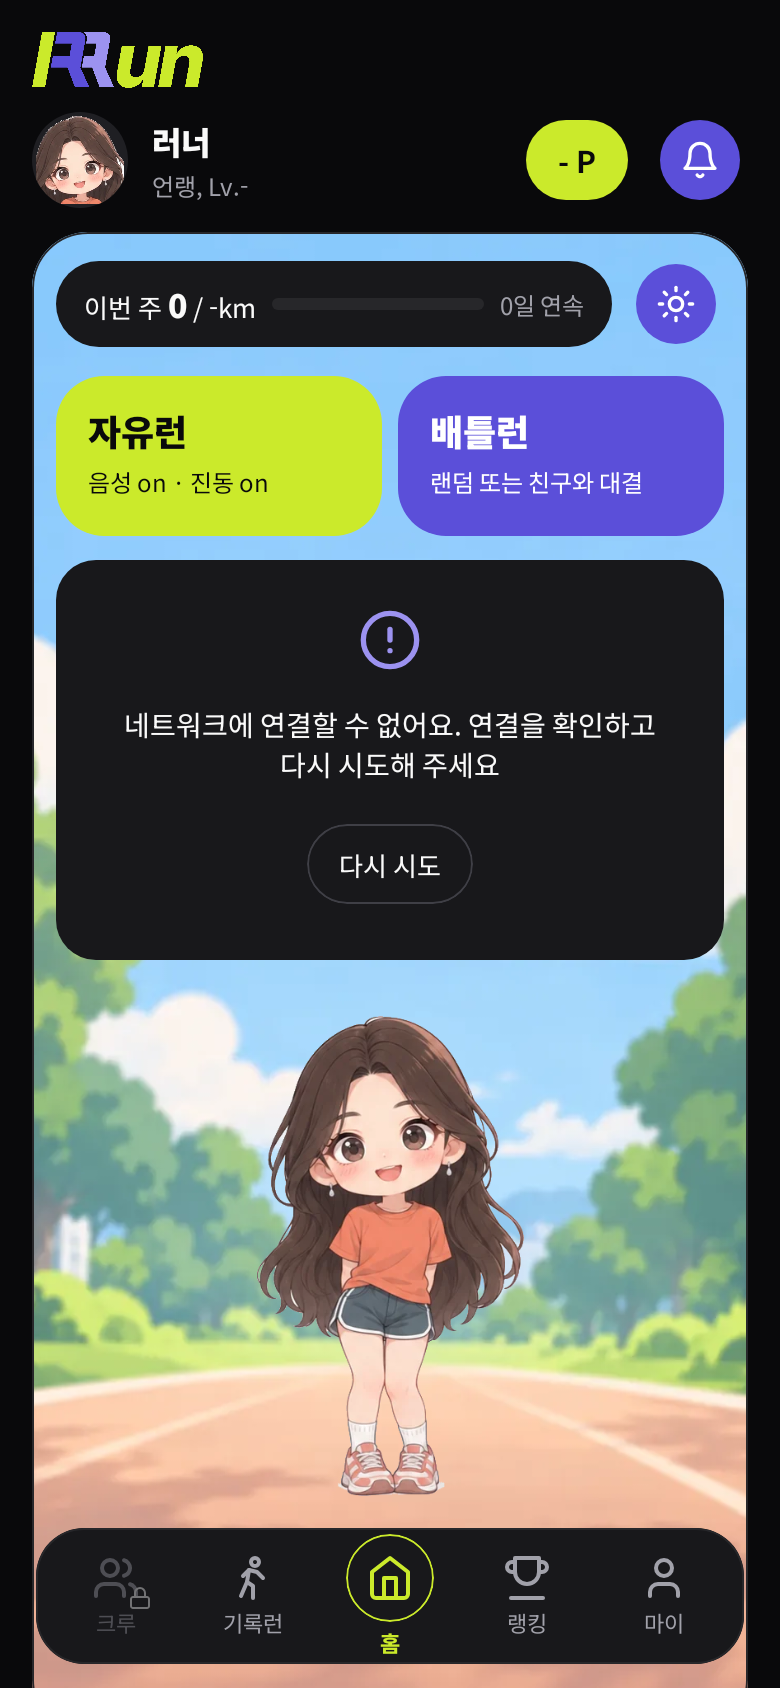 RRun
러너
언랭, Lv.-
- P
이번 주 0 / -km
0일 연속
자유런
음성 on · 진동 on
배틀런
랜덤 또는 친구와 대결
네트워크에 연결할 수 없어요. 연결을 확인하고
다시 시도해 주세요
다시 시도
크루
기록런
홈
랭킹
마이